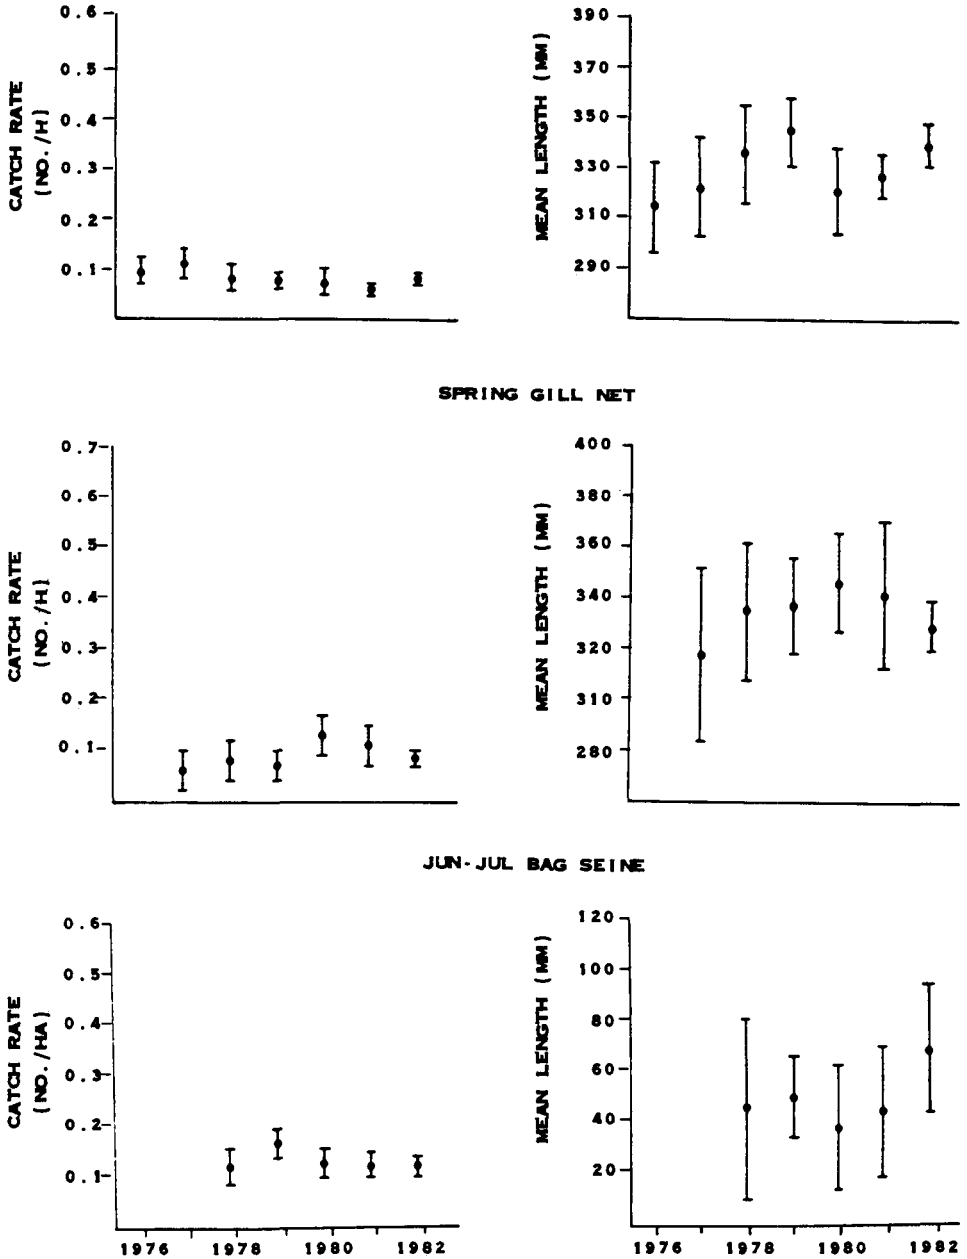 CATCH RATE
(NO./H)
0.6
0.5
0.4
0.3
0.2
0.1
MEAN LENGTH (MM)
390
370
350
330
310
290
SPRING GILL NET
CATCH RATE
(NO./H)
0.7
0.6
0.5
0.4
0.3
0.2
0.1
MEAN LENGTH (MM)
400
380
360
340
320
310
280
JUN-JUL BAG SEINE
CATCH RATE
(NO./HA)
0.6
0.5
0.4
0.3
0.2
0.1
1976 1978 1980 1982
MEAN LENGTH (MM)
120
100
80
60
40
20
1976 1978 1980 1982